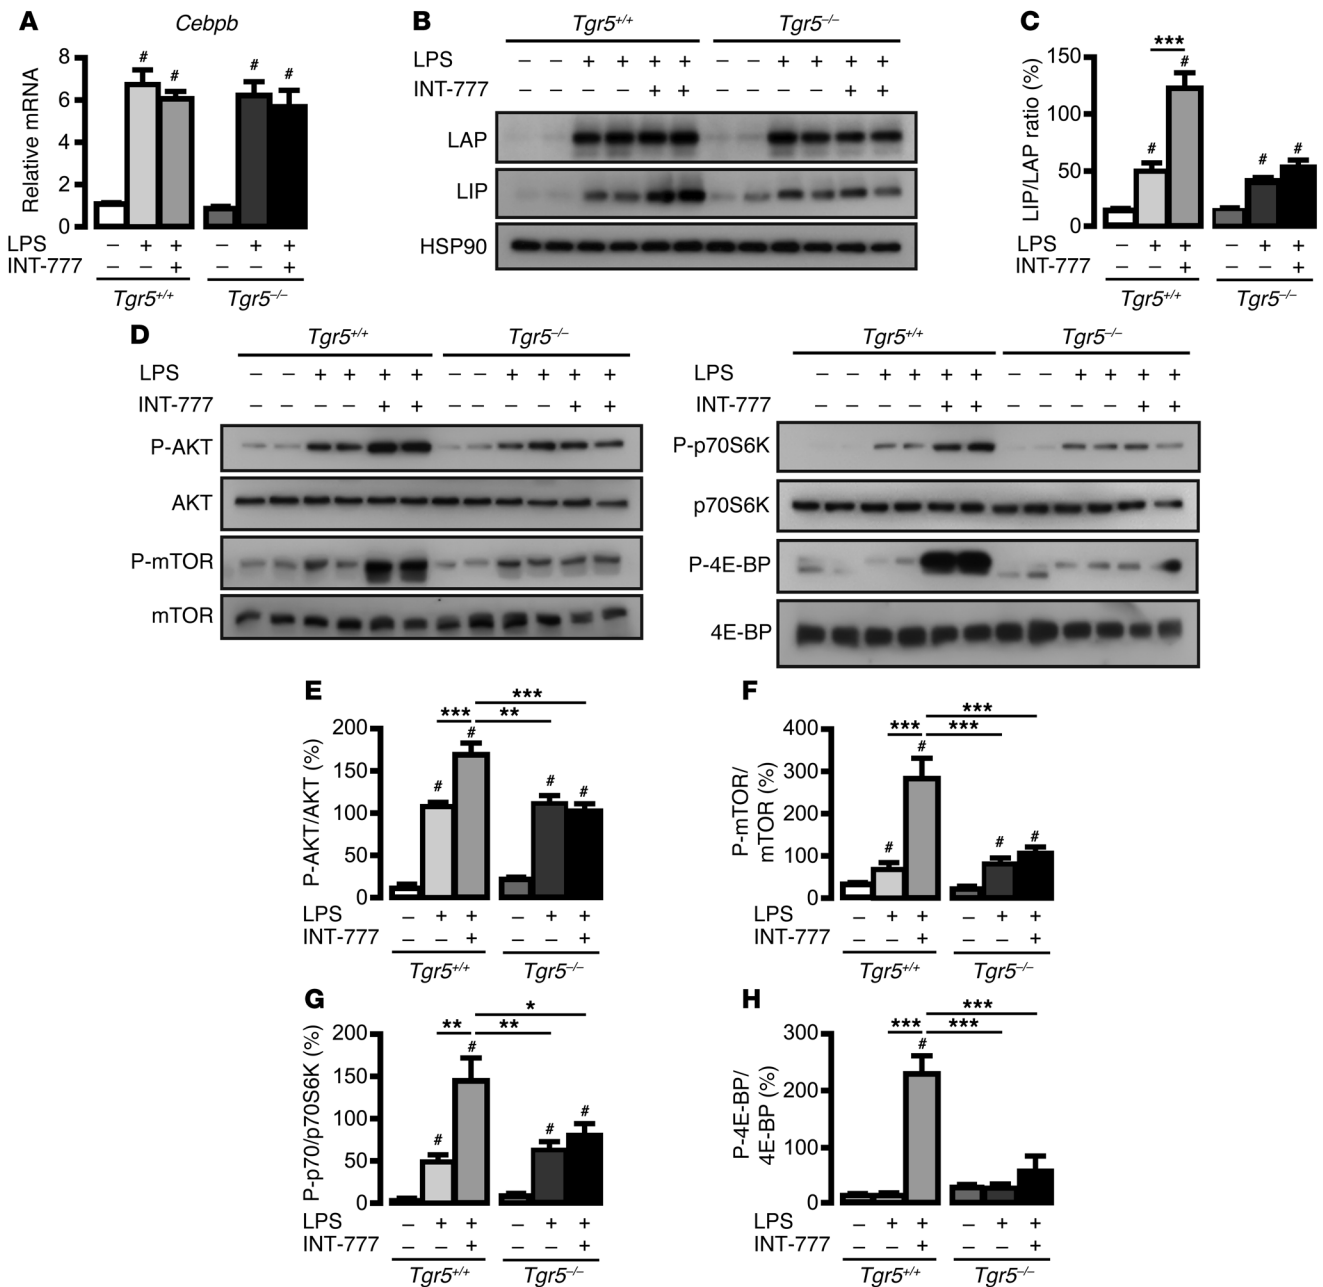 A
Cebpb
Relative mRNA
8
6
4
2
0
# # # #
LPS – + + – + +
INT-777 – – + – – +
Tgr5+/+ Tgr5–/–
B
Tgr5+/+ Tgr5–/–
LPS – – + + + + – – + + + +
INT-777 – – – – + + – – – – + +
LAP
LIP
HSP90
C
LIP/LAP ratio (%)
150
100
50
0
***
# # # #
LPS – + + – + +
INT-777 – – + – – +
Tgr5+/+ Tgr5–/–
D
Tgr5+/+ Tgr5–/–
LPS – – + + + + – – + + + +
INT-777 – – – – + + – – – – + +
P-AKT
AKT
P-mTOR
mTOR
Tgr5+/+ Tgr5–/–
LPS – – + + + + – – + + + +
INT-777 – – – – + + – – – – + +
P-p70S6K
p70S6K
P-4E-BP
4E-BP
E
P-AKT/AKT (%)
200
150
100
50
0
***
*** **
# # # #
LPS – + + – + +
INT-777 – – + – – +
Tgr5+/+ Tgr5–/–
F
P-mTOR/
mTOR (%)
400
300
200
100
0
***
*** ***
# # # #
LPS – + + – + +
INT-777 – – + – – +
Tgr5+/+ Tgr5–/–
G
P-p70/p70S6K (%)
200
150
100
50
0
*
** **
# # # #
LPS – + + – + +
INT-777 – – + – – +
Tgr5+/+ Tgr5–/–
H
P-4E-BP/
4E-BP (%)
300
200
100
0
***
*** ***
#
LPS – + + – + +
INT-777 – – + – – +
Tgr5+/+ Tgr5–/–